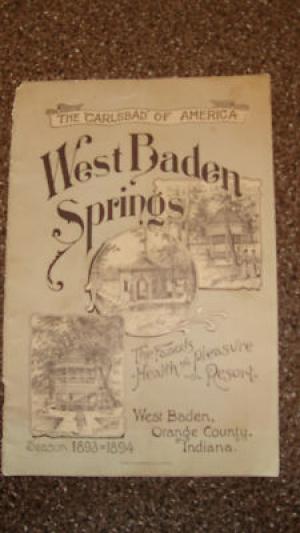 THE "CARLSBAD" OF AMERICA
West Baden
Springs
The Famous
Health and Pleasure
Resort.
West Baden,
Orange County,
Indiana.
Season 1893-1894